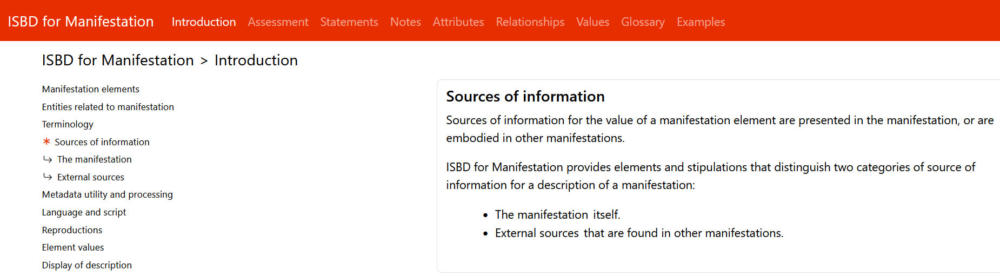 ISBD for Manifestation Introduction Assessment Statements Notes Attributes Relationships Values Glossary Examples
ISBD for Manifestation > Introduction
Manifestation elements
Entities related to manifestation
Terminology
* Sources of information
↪ The manifestation
↪ External sources
Metadata utility and processing
Language and script
Reproductions
Element values
Display of description
Sources of information
Sources of information for the value of a manifestation element are presented in the manifestation, or are
embodied in other manifestations.
ISBD for Manifestation provides elements and stipulations that distinguish two categories of source of
information for a description of a manifestation:
• The manifestation itself.
• External sources that are found in other manifestations.